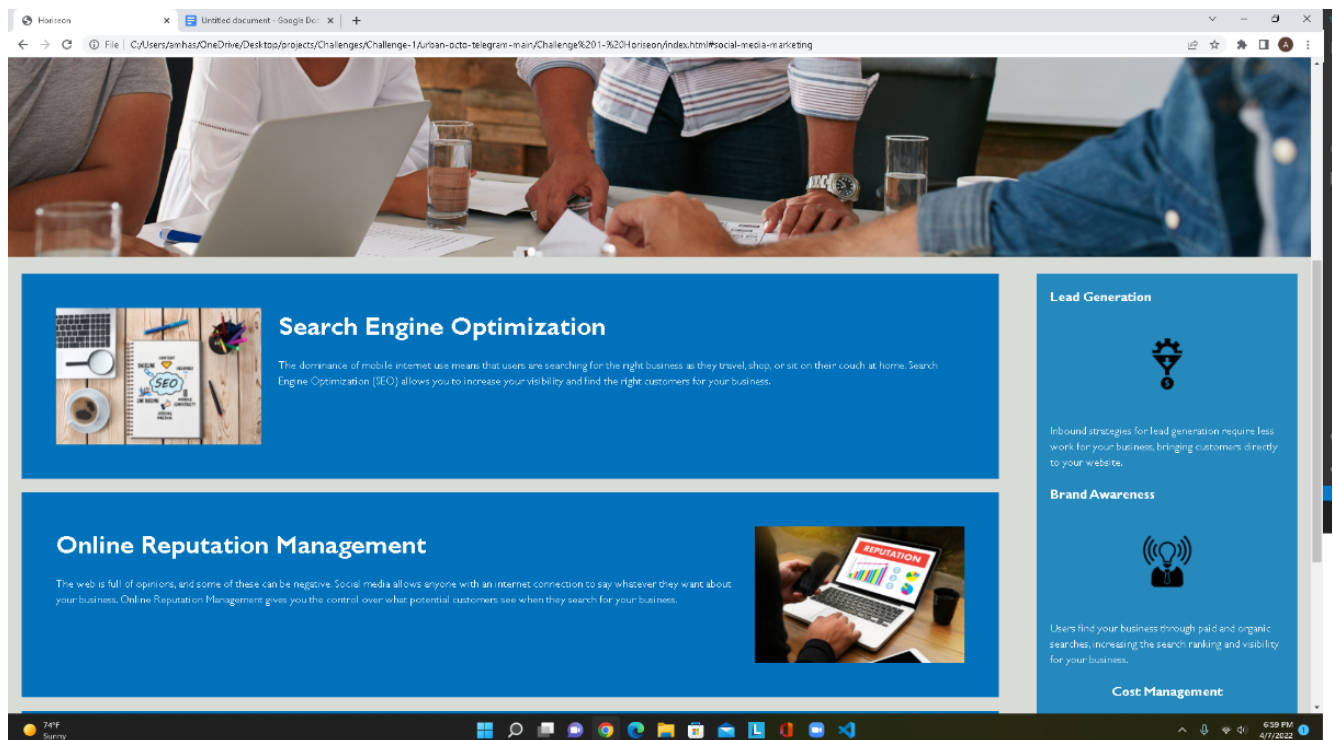 Horiseon
Untitled document - Google Doc
File | C:/Users/amhas/OneDrive/Desktop/projects/Challenges/Challenge-1/urban-octo-telegram-main/Challenge%201-%20Horiseon/index.html#social-media-marketing
A
Search Engine Optimization
The dominance of mobile internet use means that users are searching for the right business as they travel, shop, or sit on their couch at home. Search
Engine Optimization (SEO) allows you to increase your visibility and find the right customers for your business.
SEO
Online Reputation Management
The web is full of opinions, and some of these can be negative. Social media allows anyone with an internet connection to say whatever they want about
your business. Online Reputation Management gives you the control over what potential customers see when they search for your business.
REPUTATION
Lead Generation
$
Inbound strategies for lead generation require less
work for your business, bringing customers directly
to your website.
Brand Awareness
Users find your business through paid and organic
searches, increasing the search ranking and visibility
for your business.
Cost Management
74°F
Sunny
L
6:59 PM
4/7/2022
1